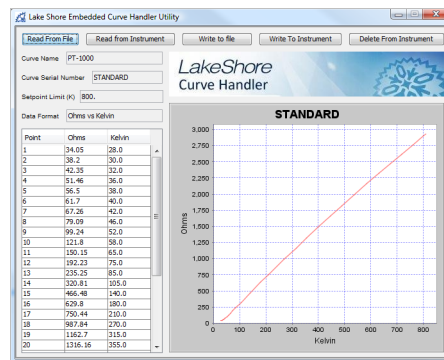 Lake Shore Embedded Curve Handler Utility
Read From File
Read from Instrument
Write to file
Write To Instrument
Delete From Instrument
Curve Name PT-1000
Curve Serial Number STANDARD
Setpoint Limit (K) 800.
Data Format Ohms vs Kelvin
LakeShore
Curve Handler
Point Ohms Kelvin
1 34.05 28.0
2 38.2 30.0
3 42.35 32.0
4 51.46 36.0
5 56.5 38.0
6 61.7 40.0
7 67.26 42.0
8 79.09 46.0
9 99.24 52.0
10 121.8 58.0
11 150.15 65.0
12 192.23 75.0
13 235.25 85.0
14 320.81 105.0
15 466.48 140.0
16 629.8 180.0
17 750.44 210.0
18 987.84 270.0
19 1162.7 315.0
20 1316.16 355.0
STANDARD
3,000
2,750
2,500
2,250
2,000
1,750
1,500
1,250
1,000
750
500
250
0
Ohms
0 100 200 300 400 500 600 700 800
Kelvin